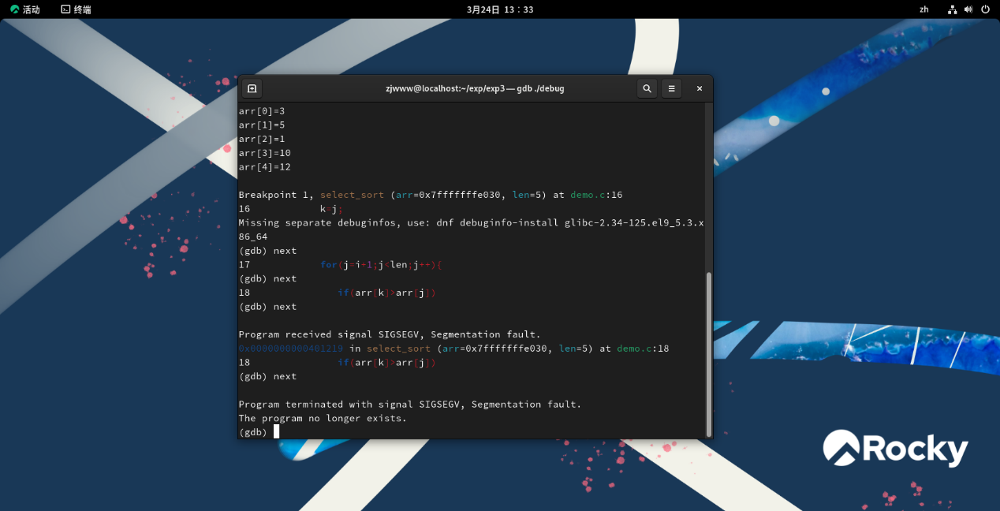 活动 终端 3月24日 13：33 zh
zjwww@localhost:~/exp/exp3 — gdb ./debug
arr[0]=3
arr[1]=5
arr[2]=1
arr[3]=10
arr[4]=12
Breakpoint 1, select_sort (arr=0x7fffffffe030, len=5) at demo.c:16
16 k=j;
Missing separate debuginfos, use: dnf debuginfo-install glibc-2.34-125.el9_5.3.x
86_64
(gdb) next
17 for(j=i+1;j<len;j++){
(gdb) next
18 if(arr[k]>arr[j])
(gdb) next
Program received signal SIGSEGV, Segmentation fault.
0x0000000000401219 in select_sort (arr=0x7fffffffe030, len=5) at demo.c:18
18 if(arr[k]>arr[j])
(gdb) next
Program terminated with signal SIGSEGV, Segmentation fault.
The program no longer exists.
(gdb)
Rocky